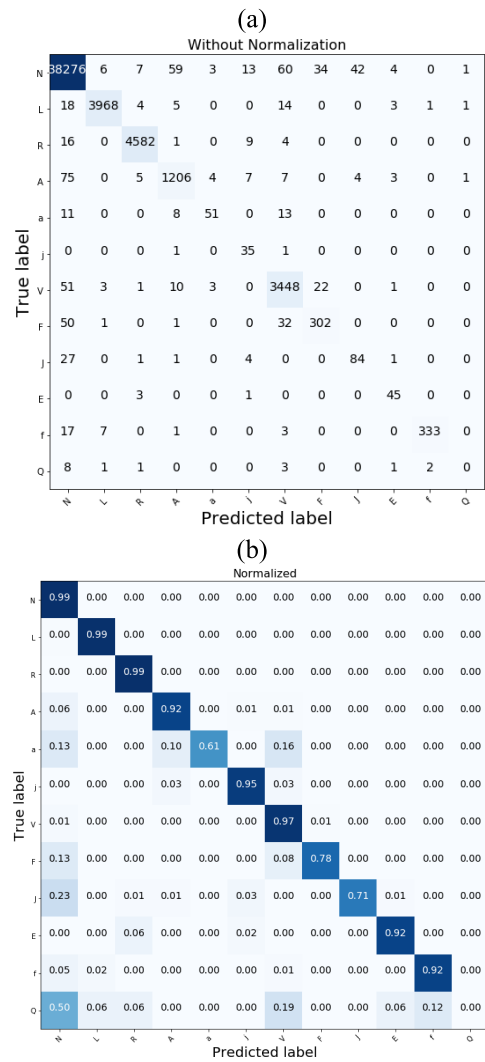 (a)
Without Normalization
N 38276 6 7 59 3 13 60 34 42 4 0 1
L 18 3968 4 5 0 0 14 0 0 3 1 1
R 16 0 4582 1 0 9 4 0 0 0 0 0
A 75 0 5 1206 4 7 7 0 4 3 0 1
a 11 0 0 8 51 0 13 0 0 0 0 0
j 0 0 0 1 0 35 1 0 0 0 0 0
V 51 3 1 10 3 0 3448 22 0 1 0 0
F 50 1 0 1 0 0 32 302 0 0 0 0
J 27 0 1 1 0 4 0 0 84 1 0 0
E 0 0 3 0 0 1 0 0 0 45 0 0
f 17 7 0 1 0 0 3 0 0 0 333 0
Q 8 1 1 0 0 0 3 0 0 1 2 0
True label
N L R A a j V F J E f Q
Predicted label
(b)
Normalized
N 0.99 0.00 0.00 0.00 0.00 0.00 0.00 0.00 0.00 0.00 0.00 0.00
L 0.00 0.99 0.00 0.00 0.00 0.00 0.00 0.00 0.00 0.00 0.00 0.00
R 0.00 0.00 0.99 0.00 0.00 0.00 0.00 0.00 0.00 0.00 0.00 0.00
A 0.06 0.00 0.00 0.92 0.00 0.01 0.01 0.00 0.00 0.00 0.00 0.00
a 0.13 0.00 0.00 0.10 0.61 0.00 0.16 0.00 0.00 0.00 0.00 0.00
j 0.00 0.00 0.00 0.03 0.00 0.95 0.03 0.00 0.00 0.00 0.00 0.00
V 0.01 0.00 0.00 0.00 0.00 0.00 0.97 0.01 0.00 0.00 0.00 0.00
F 0.13 0.00 0.00 0.00 0.00 0.00 0.08 0.78 0.00 0.00 0.00 0.00
J 0.23 0.00 0.01 0.01 0.00 0.03 0.00 0.00 0.71 0.01 0.00 0.00
E 0.00 0.00 0.06 0.00 0.00 0.02 0.00 0.00 0.00 0.92 0.00 0.00
f 0.05 0.02 0.00 0.00 0.00 0.00 0.01 0.00 0.00 0.00 0.92 0.00
Q 0.50 0.06 0.06 0.00 0.00 0.00 0.19 0.00 0.00 0.06 0.12 0.00
True label
N L R A a j V F J E f Q
Predicted label